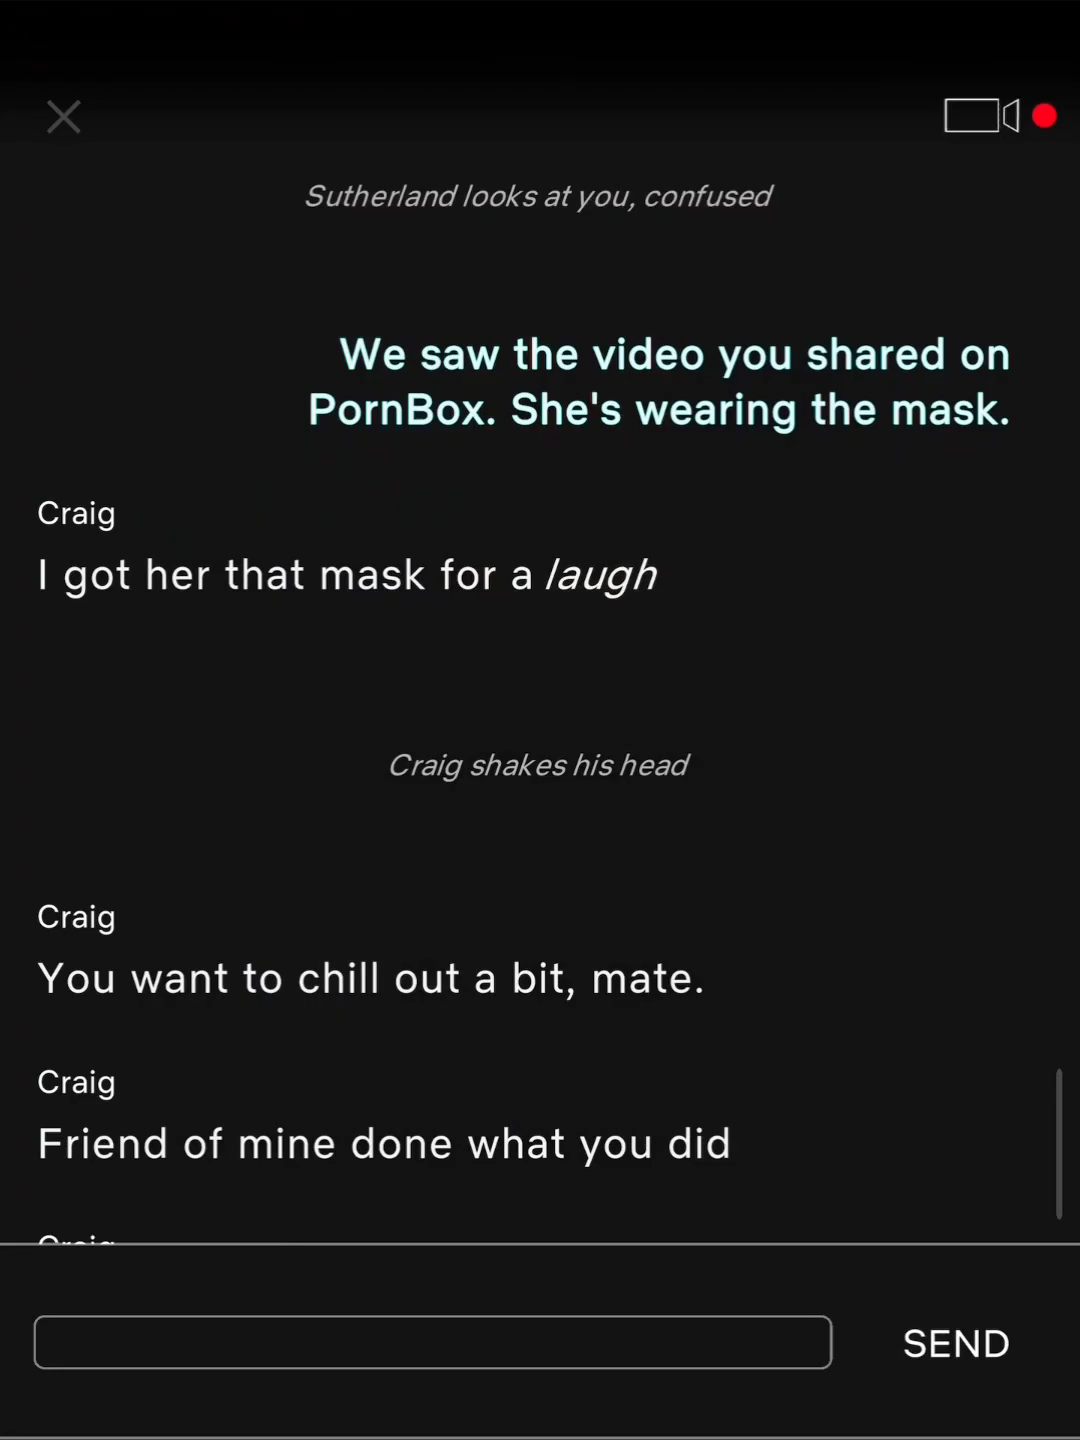 Sutherland looks at you, confused
We saw the video you shared on
PornBox. She's wearing the mask.
Craig
I got her that mask for a laugh
Craig shakes his head
Craig
You want to chill out a bit, mate.
Craig
Friend of mine done what you did
Craig
SEND